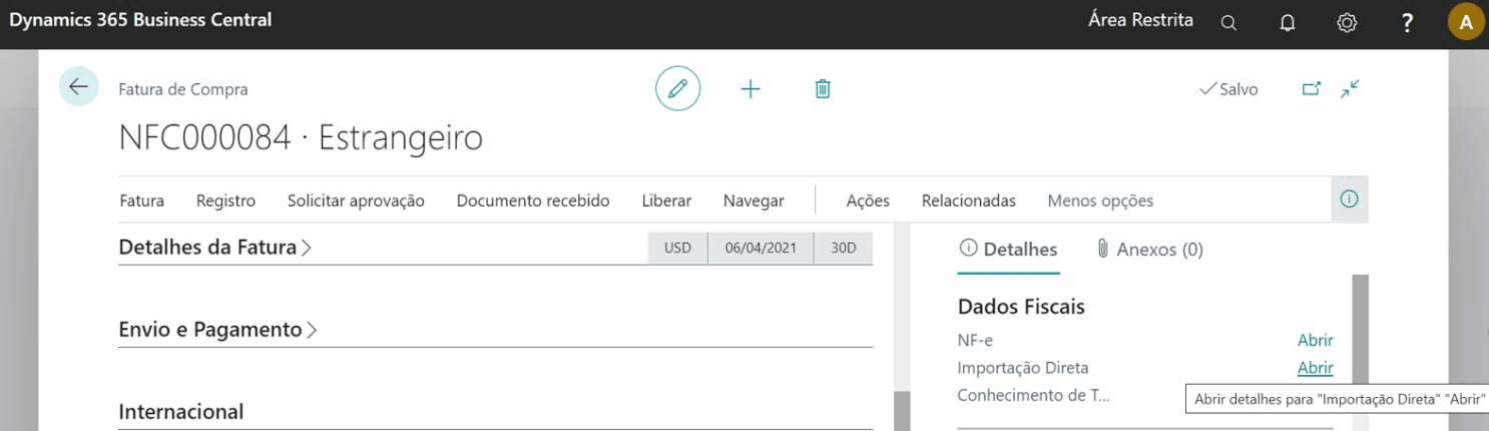 Dynamics 365 Business Central
Área Restrita
?
A
Fatura de Compra
Salvo
NFC000084 · Estrangeiro
Fatura Registro Solicitar aprovação Documento recebido Liberar Navegar Ações Relacionadas Menos opções
Detalhes da Fatura
USD 06/04/2021 30D
Detalhes Anexos (0)
Envio e Pagamento
Dados Fiscais
NF-e Abrir
Importação Direta Abrir
Conhecimento de T...
Abrir detalhes para "Importação Direta" "Abrir"
Internacional